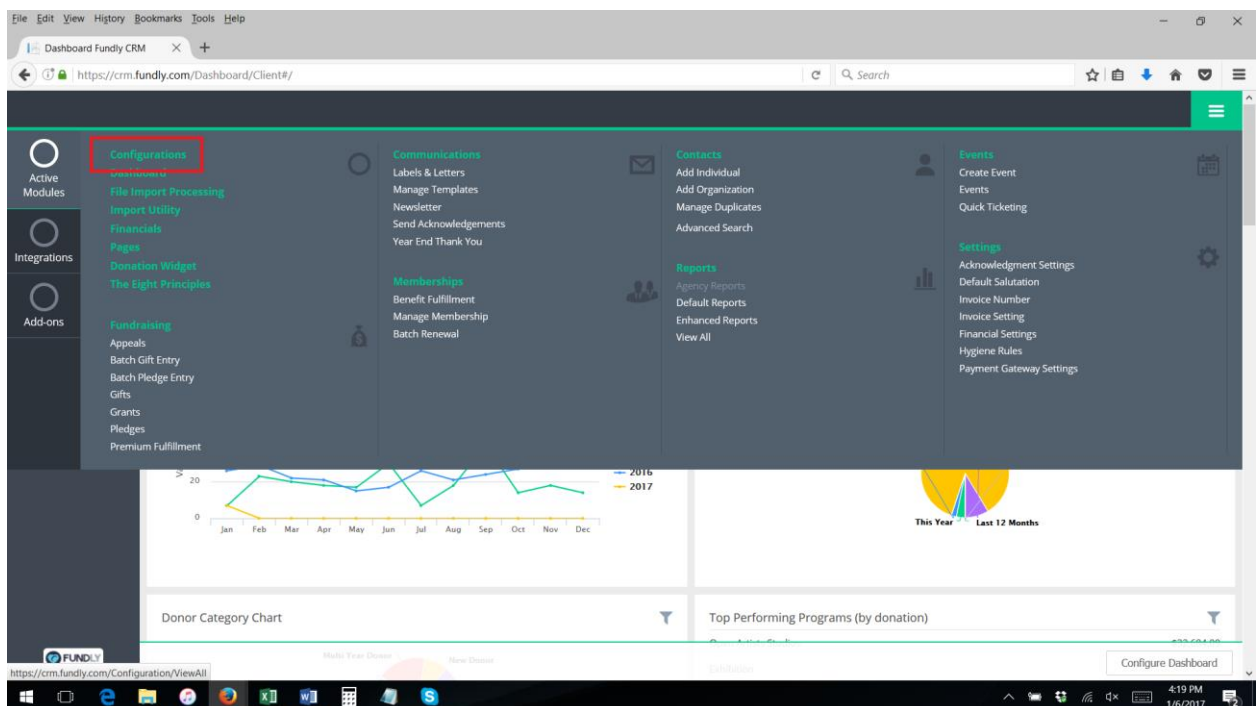 File Edit View History Bookmarks Tools Help
Dashboard Fundly CRM
https://crm.fundly.com/Dashboard/Client#/
Search
Active
Modules
Integrations
Add-ons
Configurations
Dashboard
File Import Processing
Import Utility
Financials
Pages
Donation Widget
The Eight Principles
Fundraising
Appeals
Batch Gift Entry
Batch Pledge Entry
Gifts
Grants
Pledges
Premium Fulfillment
Communications
Labels & Letters
Manage Templates
Newsletter
Send Acknowledgements
Year End Thank You
Memberships
Benefit Fulfillment
Manage Membership
Batch Renewal
Contacts
Add Individual
Add Organization
Manage Duplicates
Advanced Search
Reports
Agency Reports
Default Reports
Enhanced Reports
View All
Events
Create Event
Events
Quick Ticketing
Settings
Acknowledgment Settings
Default Salutation
Invoice Number
Invoice Setting
Financial Settings
Hygiene Rules
Payment Gateway Settings
20
0
Jan Feb Mar Apr May Jun Jul Aug Sep Oct Nov Dec
2016
2017
This Year
Last 12 Months
Donor Category Chart
Top Performing Programs (by donation)
Multi Year Donor
New Donor
Exhibition
FUNDLY
Configure Dashboard
https://crm.fundly.com/Configuration/ViewAll
4:19 PM
1/6/2017